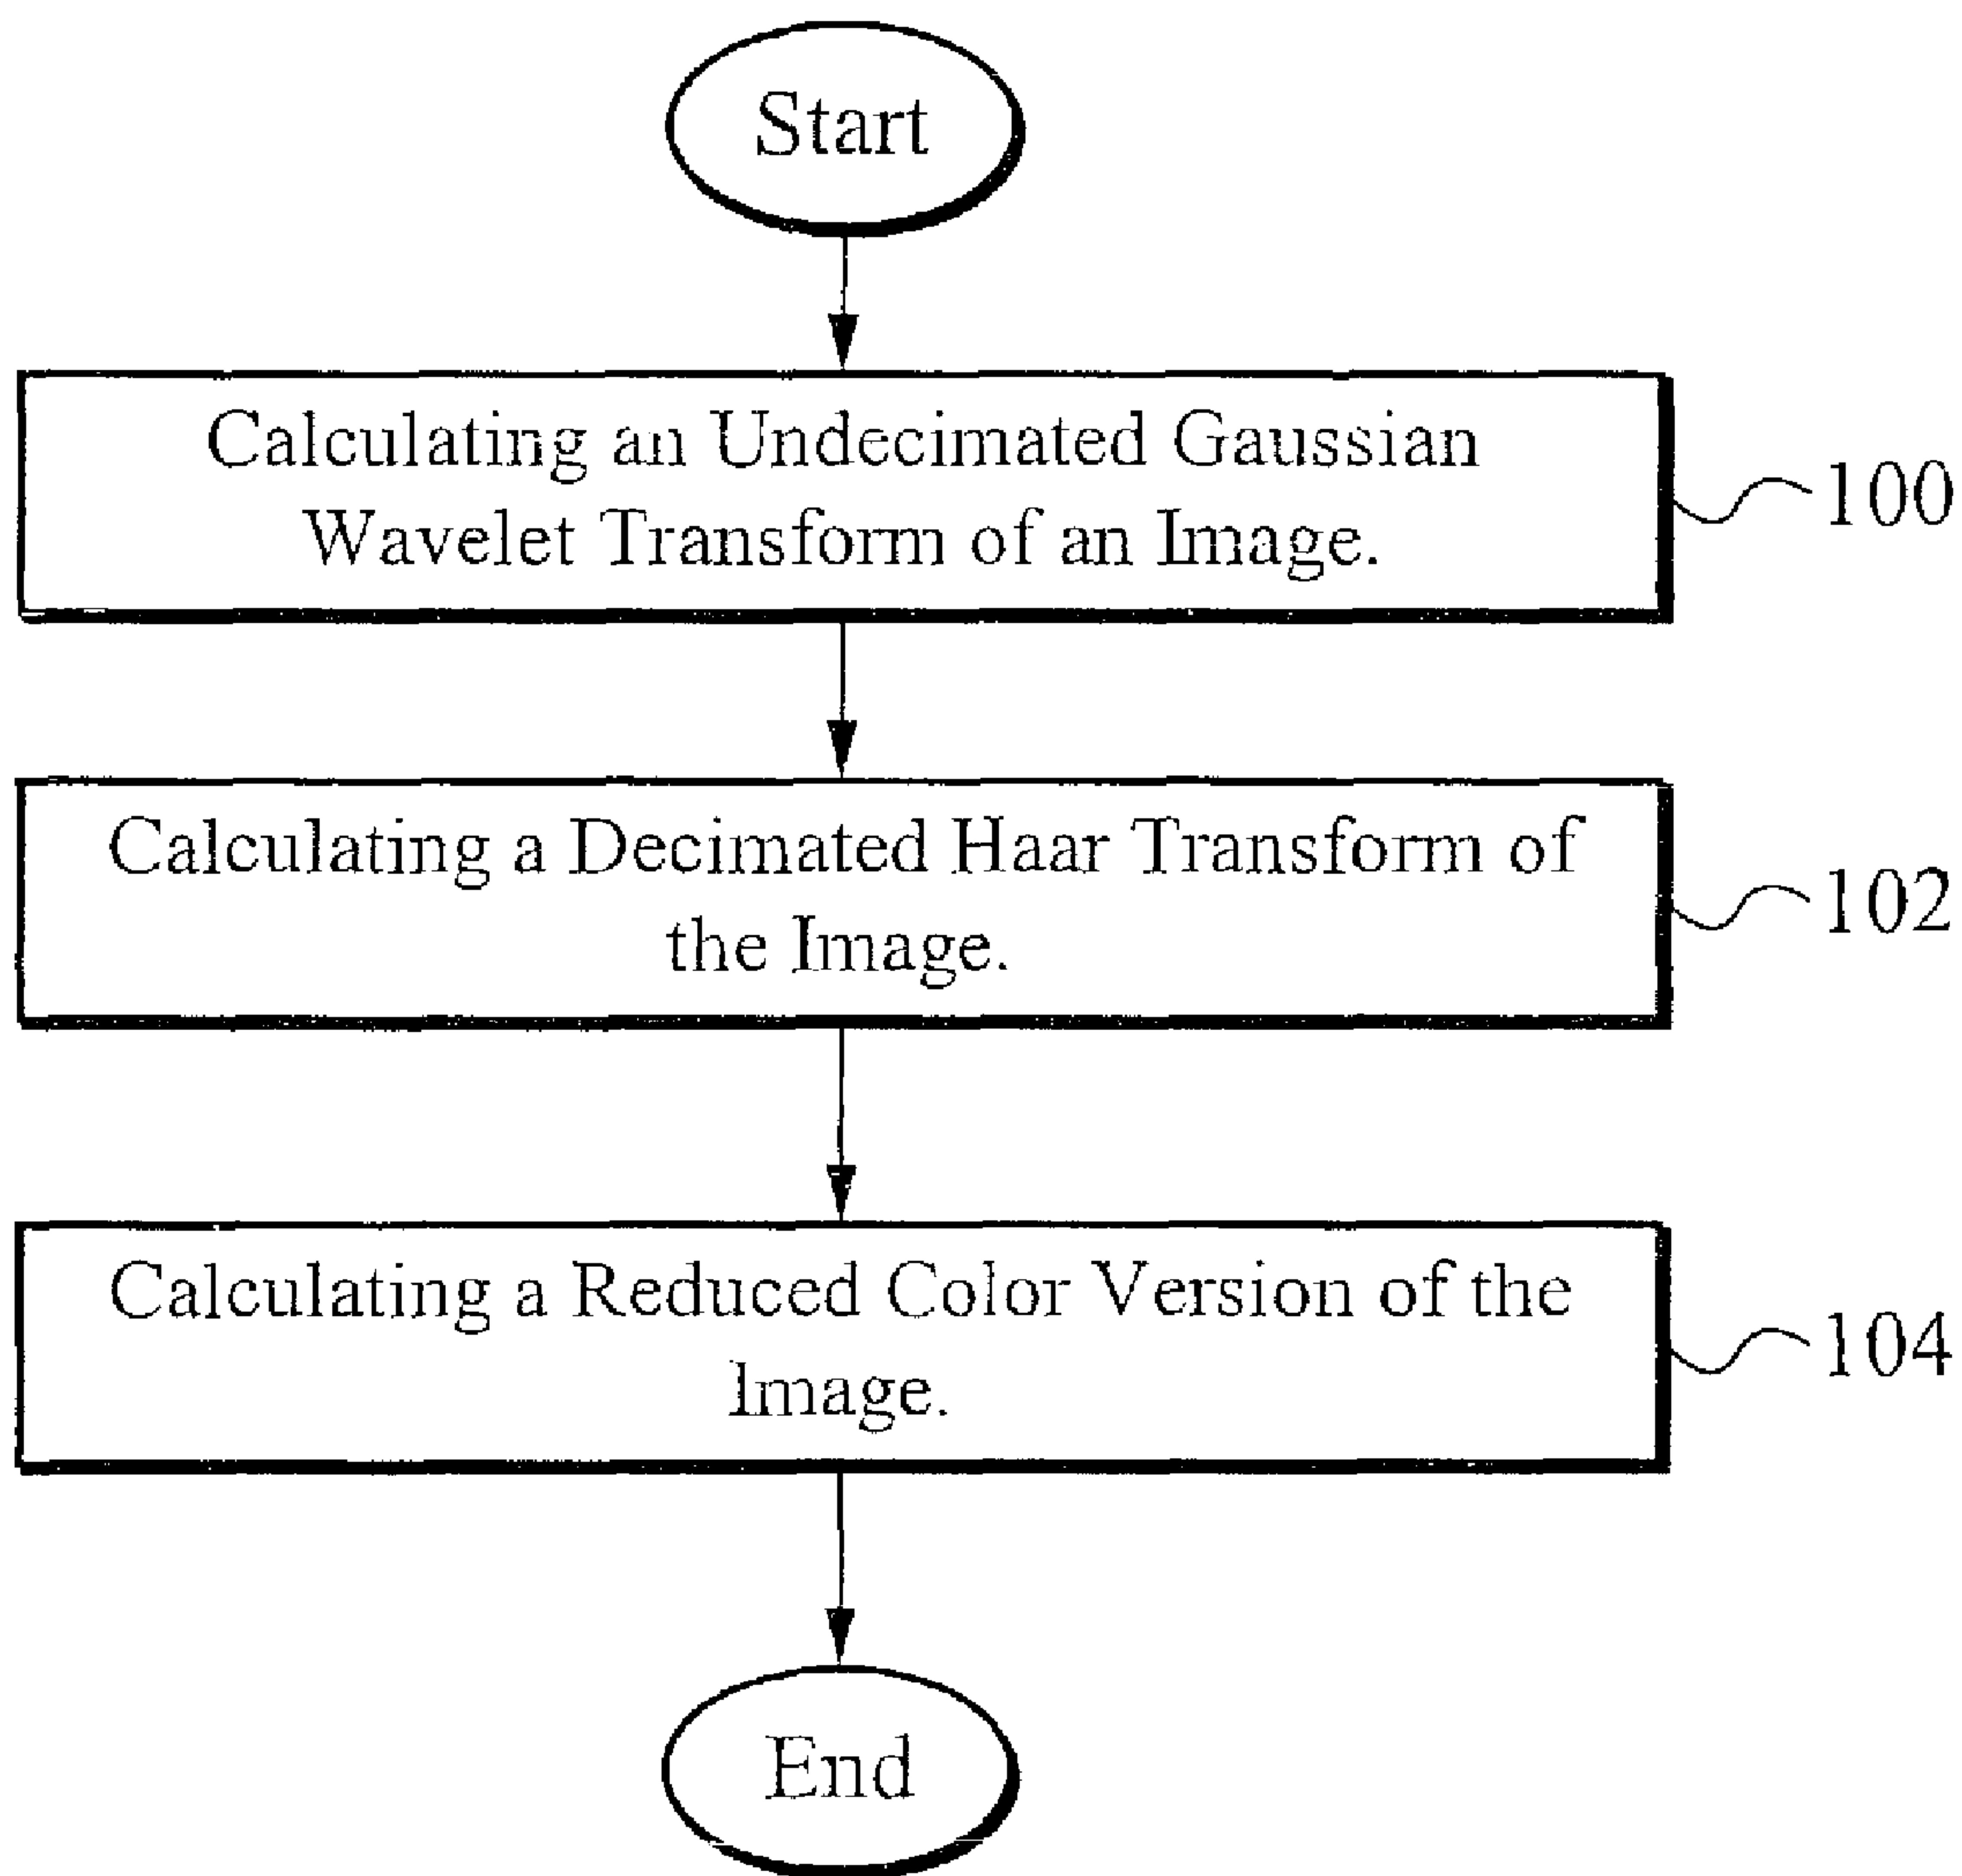 Start
Calculating an Undecimated Gaussian
Wavelet Transform of an Image.
100
Calculating a Decimated Haar Transform of
the Image.
102
Calculating a Reduced Color Version of the
Image.
104
End